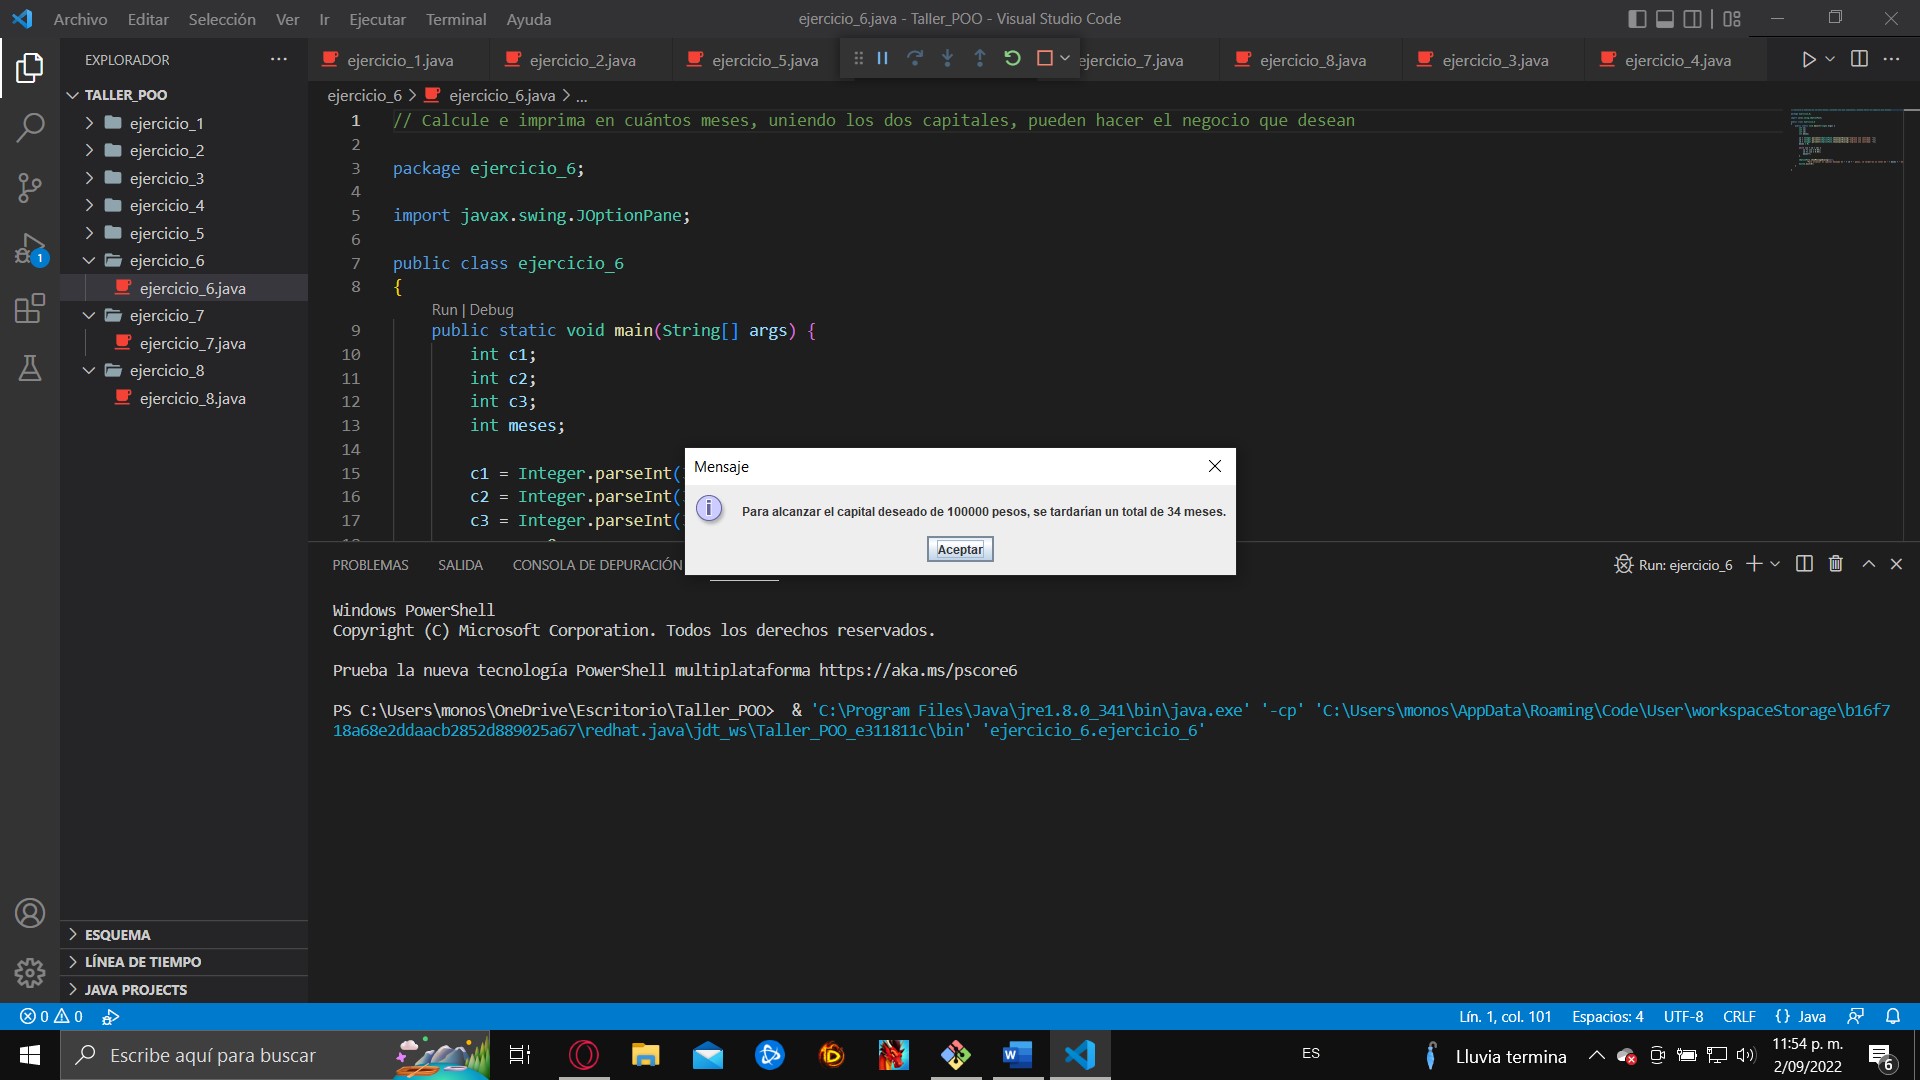 Archivo Editar Selección Ver Ir Ejecutar Terminal Ayuda
ejercicio_6.java - Taller_POO - Visual Studio Code
EXPLORADOR
TALLER_POO
ejercicio_1
ejercicio_2
ejercicio_3
ejercicio_4
ejercicio_5
ejercicio_6
ejercicio_6.java
ejercicio_7
ejercicio_7.java
ejercicio_8
ejercicio_8.java
ESQUEMA
LÍNEA DE TIEMPO
JAVA PROJECTS
1
ejercicio_1.java ejercicio_2.java ejercicio_5.java ejercicio_7.java ejercicio_8.java ejercicio_3.java ejercicio_4.java
ejercicio_6 > ejercicio_6.java > ...
1 // Calcule e imprima en cuántos meses, uniendo los dos capitales, pueden hacer el negocio que desean
2
3 package ejercicio_6;
4
5 import javax.swing.JOptionPane;
6
7 public class ejercicio_6
8 {
Run | Debug
9 public static void main(String[] args) {
10 int c1;
11 int c2;
12 int c3;
13 int meses;
14
15 c1 = Integer.parseInt(
16 c2 = Integer.parseInt(
17 c3 = Integer.parseInt(
Mensaje
Para alcanzar el capital deseado de 100000 pesos, se tardarían un total de 34 meses.
Aceptar
PROBLEMAS SALIDA CONSOLA DE DEPURACIÓN
Run: ejercicio_6
Windows PowerShell
Copyright (C) Microsoft Corporation. Todos los derechos reservados.
Prueba la nueva tecnología PowerShell multiplataforma https://aka.ms/pscore6
PS C:\Users\monos\OneDrive\Escritorio\Taller_POO> & 'C:\Program Files\Java\jre1.8.0_341\bin\java.exe' '-cp' 'C:\Users\monos\AppData\Roaming\Code\User\workspaceStorage\b16f7
18a68e2ddaacb2852d889025a67\redhat.java\jdt_ws\Taller_POO_e311811c\bin' 'ejercicio_6.ejercicio_6'
0 0
Lín. 1, col. 101 Espacios: 4 UTF-8 CRLF {} Java
Escribe aquí para buscar
ES
Lluvia termina
11:54 p. m.
2/09/2022
6